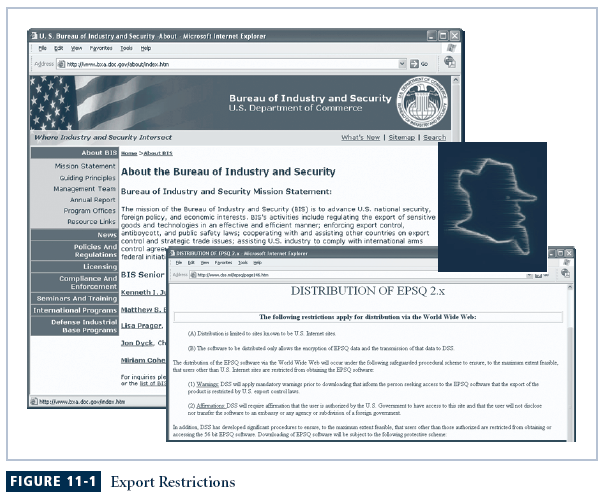 U. S. Bureau of Industry and Security -About - Microsoft Internet Explorer
File Edit View Favorites Tools Help
Address http://www.bxa.doc.gov/about/index.htm Go
Bureau of Industry and Security
U.S. Department of Commerce
Where Industry and Security Intersect
What's New | Sitemap | Search
About BIS
Mission Statement
Guiding Principles
Management Team
Annual Report
Program Offices
Resource Links
News
Policies And
Regulations
Licensing
Compliance And
Enforcement
Seminars And Training
International Programs
Defense Industrial
Base Programs
Home >About BIS
About the Bureau of Industry and Security
Bureau of Industry and Security Mission Statement:
The mission of the Bureau of Industry and Security (BIS) is to advance U.S. national security,
foreign policy, and economic interests. BIS's activities include regulating the export of sensitive
goods and technologies in an effective and efficient manner; enforcing export control,
antiboycott, and public safety laws; cooperating with and assisting other countries on export
control and strategic trade issues; assisting U.S. industry to comply with international arms
control agree
federal initiati
BIS Senior
Kenneth I. Ju
Matthew S. B
Lisa Prager,
Jon Dyck, Ch
Miriam Cohe
For inquiries ple
or the list of BIS
http://www.bxa.doc.gov/index.htm
DISTRIBUTION OF EPSQ 2.x - Microsoft Internet Explorer
File Edit View Favorites Tools Help
Address
DISTRIBUTION OF EPSQ 2.x
The following restrictions apply for distribution via the World Wide Web:
(A) Distribution is limited to sites known to be U.S. Internet sites.
(B) The software to be distributed only allows the encryption of EPSQ data and the transmission of that data to DSS.
The distribution of the EPSQ software via the World Wide Web will occur under the following safeguarded procedural scheme to ensure, to the maximum extent feasible,
that users other than U.S. Internet sites are restricted from obtaining the EPSQ software:
(1) Warnings: DSS will apply mandatory warnings prior to downloading that inform the person seeking access to the EPSQ software that the export of the
product is restricted by U.S. export control laws.
(2) Affirmations: DSS will require affirmation that the user is authorized by the U.S. Government to have access to this site and that the user will not disclose
nor transfer the software to an embassy or any agency or sub-division of a foreign government.
In addition, DSS has developed significant procedures to ensure, to the maximum extent feasible, that users other than those authorized are restricted from obtaining or
accessing the 56 bit EPSQ software. Downloading of EPSQ software will be subject to the following protective scheme.
FIGURE 11-1 Export Restrictions